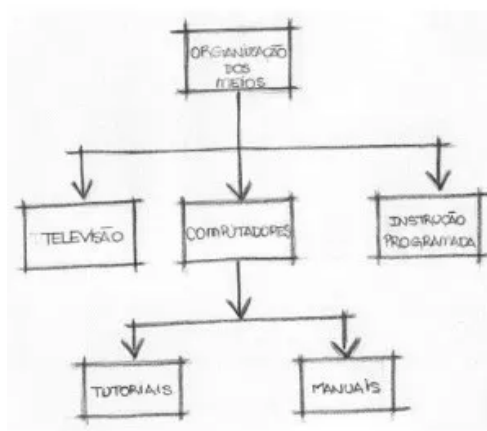 ORGANIZAÇÃO
DOS
MEIOS
TELEVISÃO
COMPUTADORES
INSTRUÇÃO
PROGRAMADA
TUTORIAIS
MANUAIS